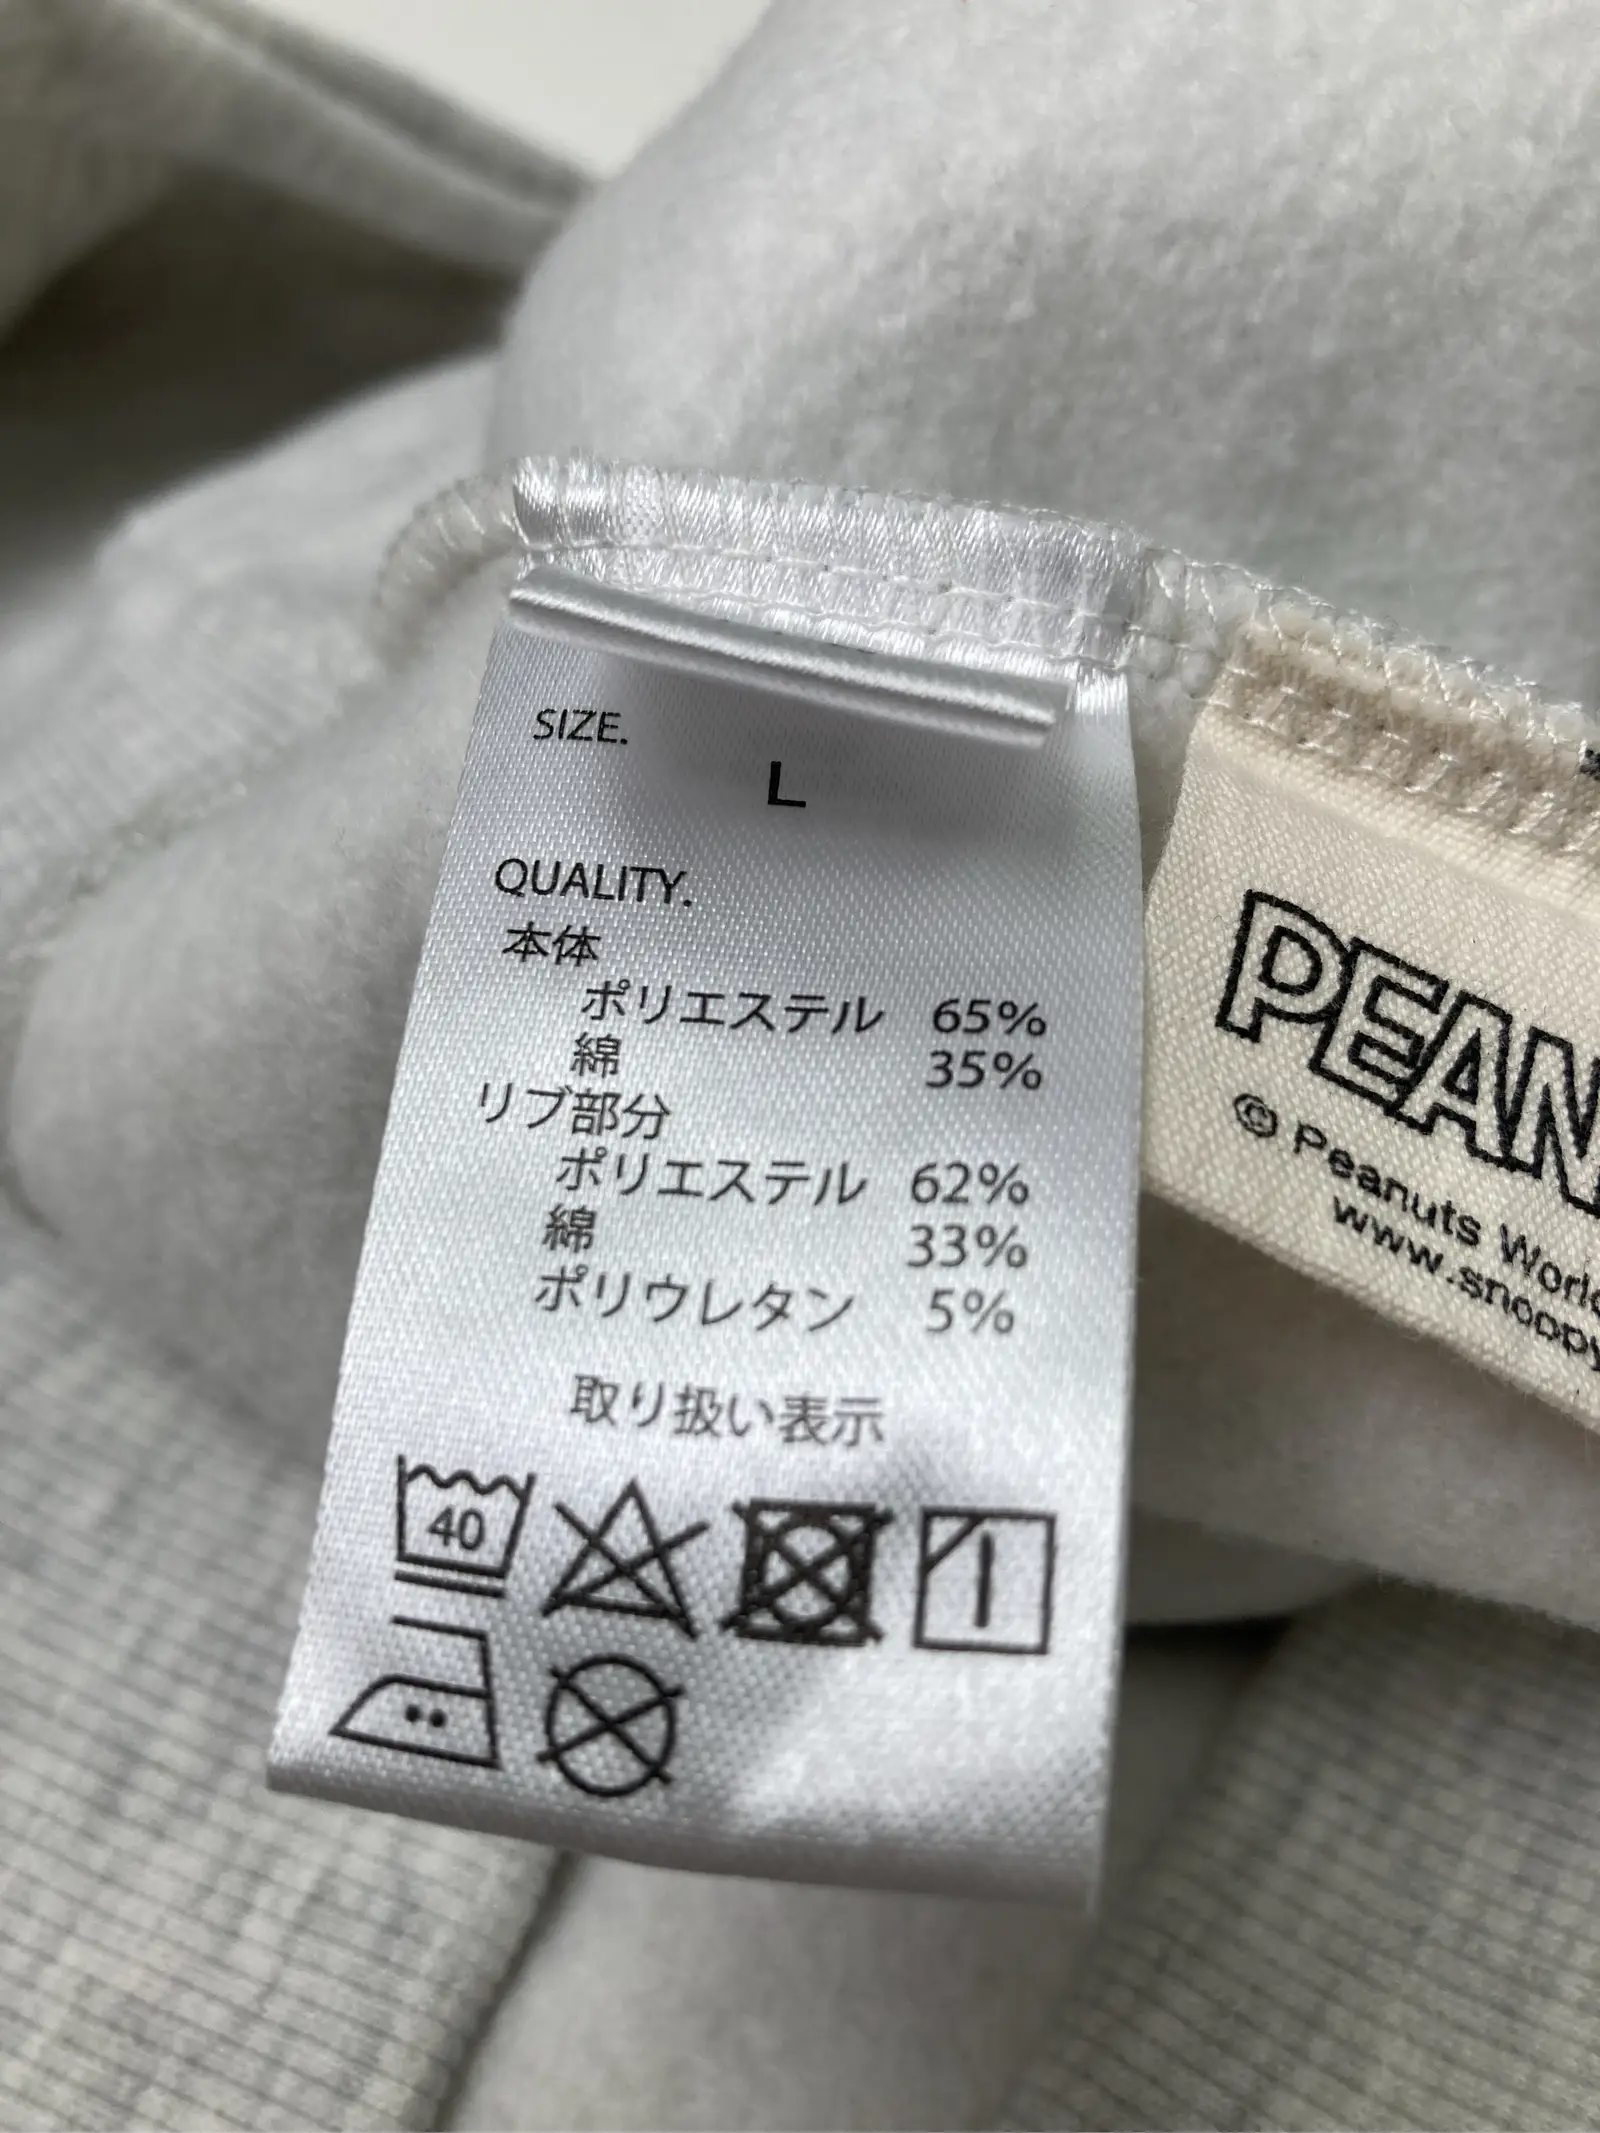 SIZE.
L
QUALITY.
本体
ポリエステル 65%
綿 35%
リブ部分
ポリエステル 62%
綿 33%
ポリウレタン 5%
取り扱い表示
40
PEAN
© Peanuts Worl
www.snoopy